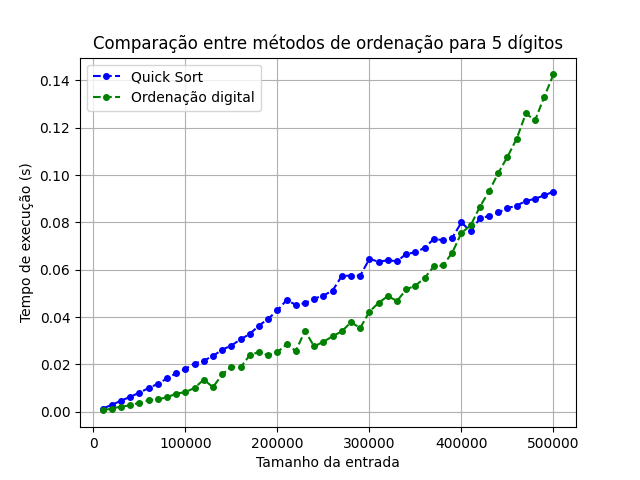 Comparação entre métodos de ordenação para 5 dígitos
Quick Sort
Ordenação digital
Tempo de execução (s)
0.14
0.12
0.10
0.08
0.06
0.04
0.02
0.00
0 100000 200000 300000 400000 500000
Tamanho da entrada